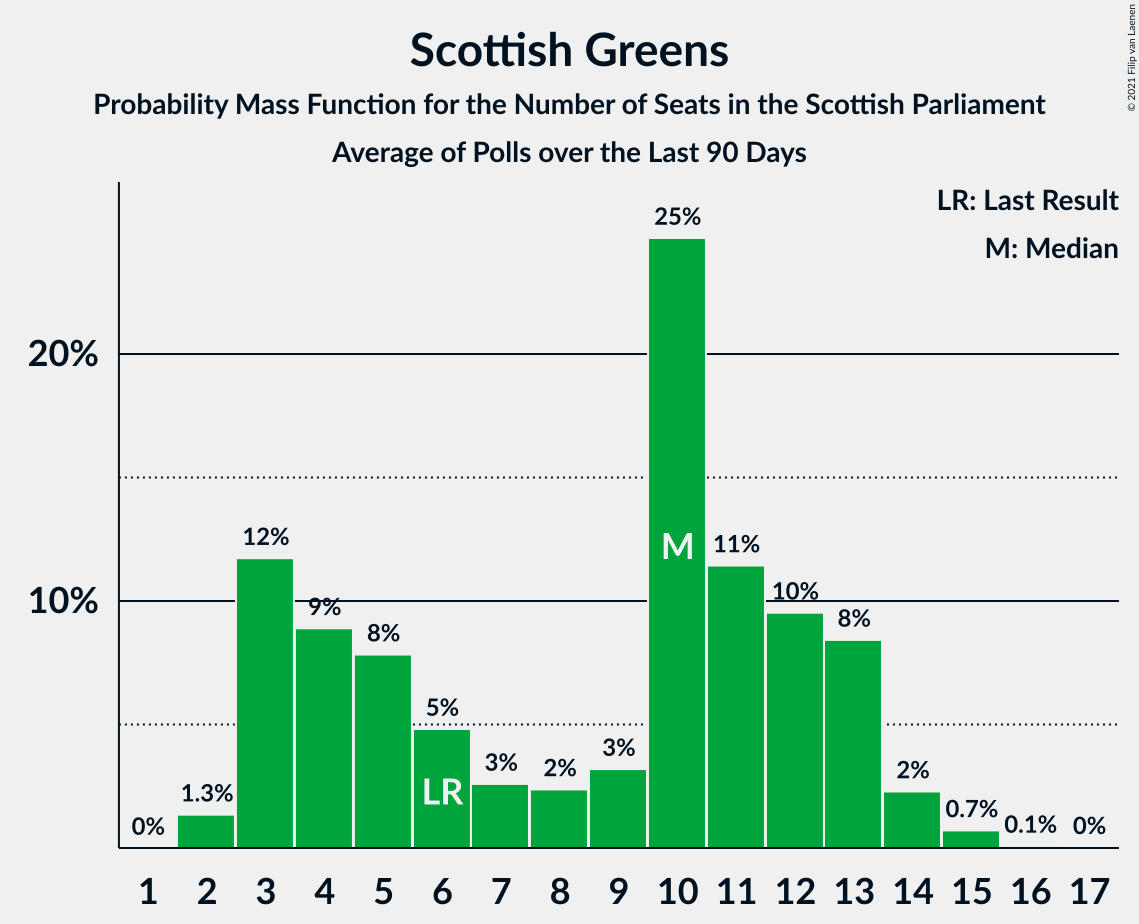 Scottish Greens
Probability Mass Function for the Number of Seats in the Scottish Parliament
Average of Polls over the Last 90 Days
© 2021 Filip van Laenen
LR: Last Result
M: Median
20%
10%
0%
1.3%
12%
9%
8%
5%
3%
2%
3%
25%
11%
10%
8%
2%
0.7%
0.1%
0%
LR
M
1 2 3 4 5 6 7 8 9 10 11 12 13 14 15 16 17